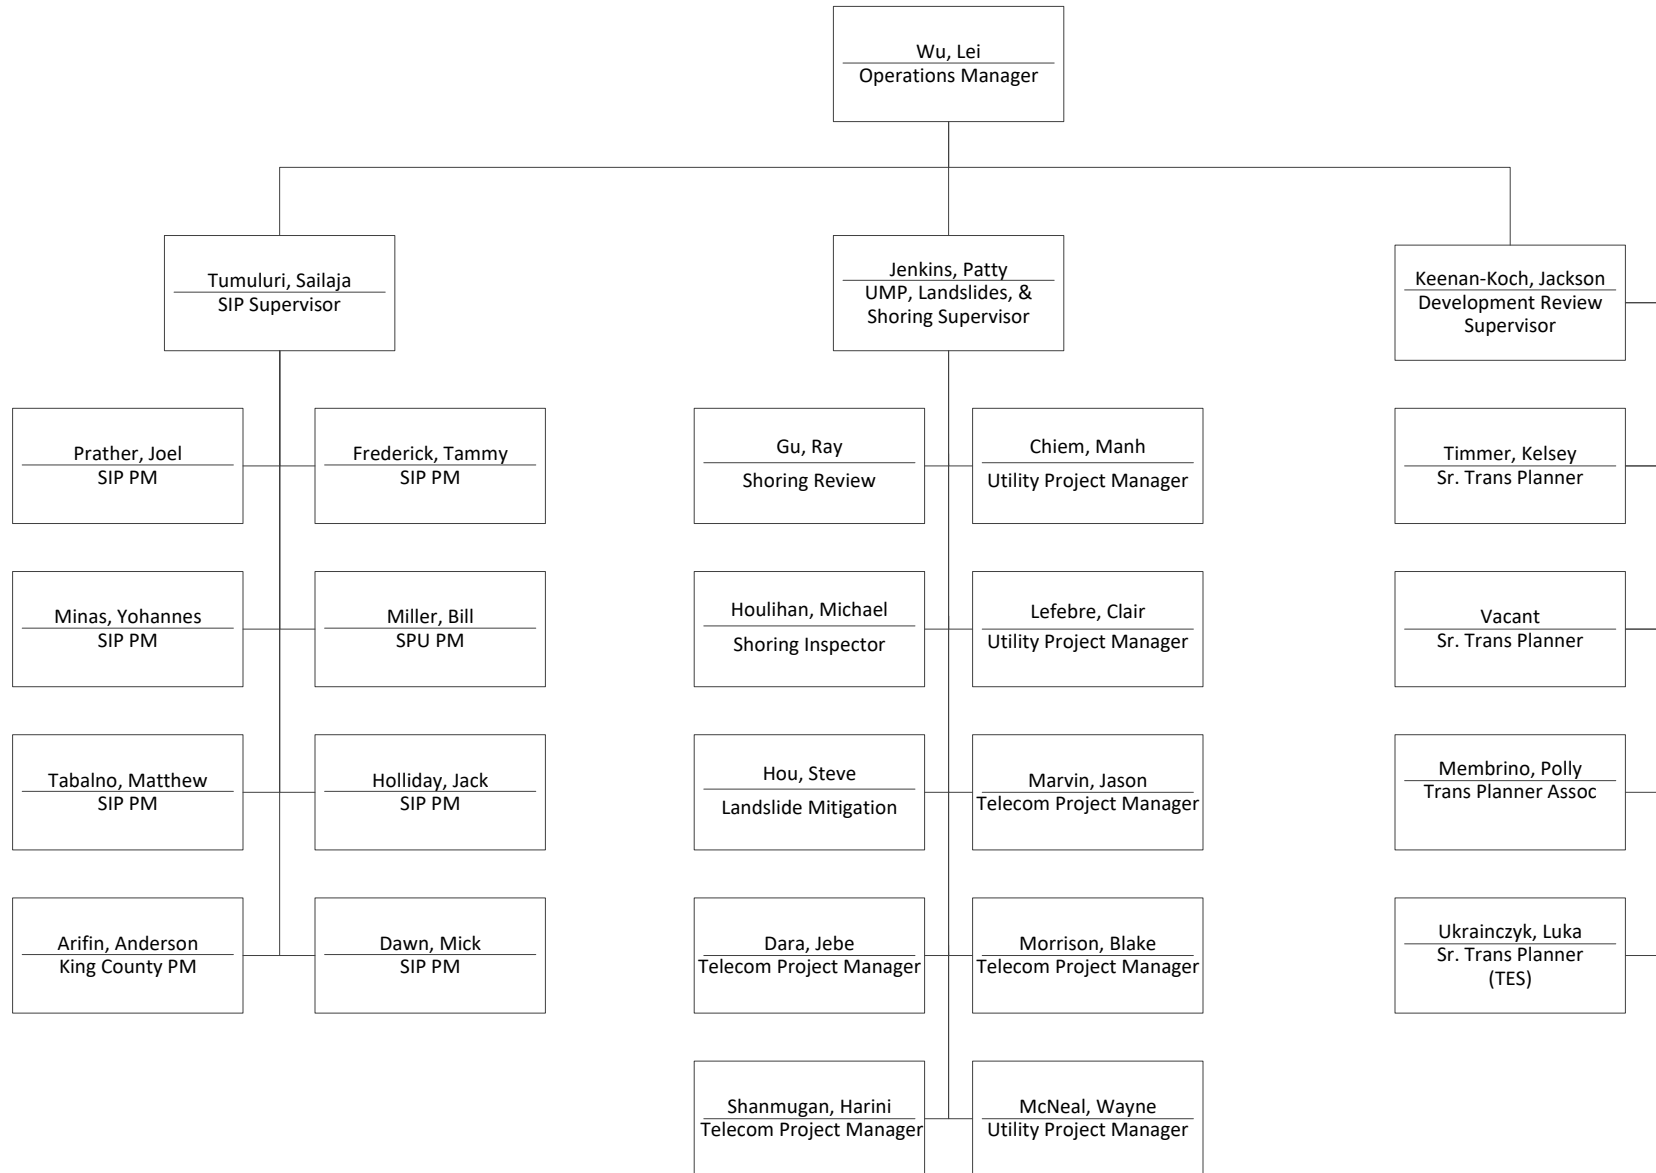 Wu, Lei
Operations Manager
Tumuluri, Sailaja
SIP Supervisor
Jenkins, Patty
UMP, Landslides, &
Shoring Supervisor
Keenan-Koch, Jackson
Development Review
Supervisor
Prather, Joel
SIP PM
Frederick, Tammy
SIP PM
Gu, Ray
Shoring Review
Chiem, Manh
Utility Project Manager
Timmer, Kelsey
Sr. Trans Planner
Minas, Yohannes
SIP PM
Miller, Bill
SPU PM
Houlihan, Michael
Shoring Inspector
Lefebre, Clair
Utility Project Manager
Vacant
Sr. Trans Planner
Tabalno, Matthew
SIP PM
Holliday, Jack
SIP PM
Hou, Steve
Landslide Mitigation
Marvin, Jason
Telecom Project Manager
Membrino, Polly
Trans Planner Assoc
Arifin, Anderson
King County PM
Dawn, Mick
SIP PM
Dara, Jebe
Telecom Project Manager
Morrison, Blake
Telecom Project Manager
Ukrainczyk, Luka
Sr. Trans Planner
(TES)
Shanmugan, Harini
Telecom Project Manager
McNeal, Wayne
Utility Project Manager